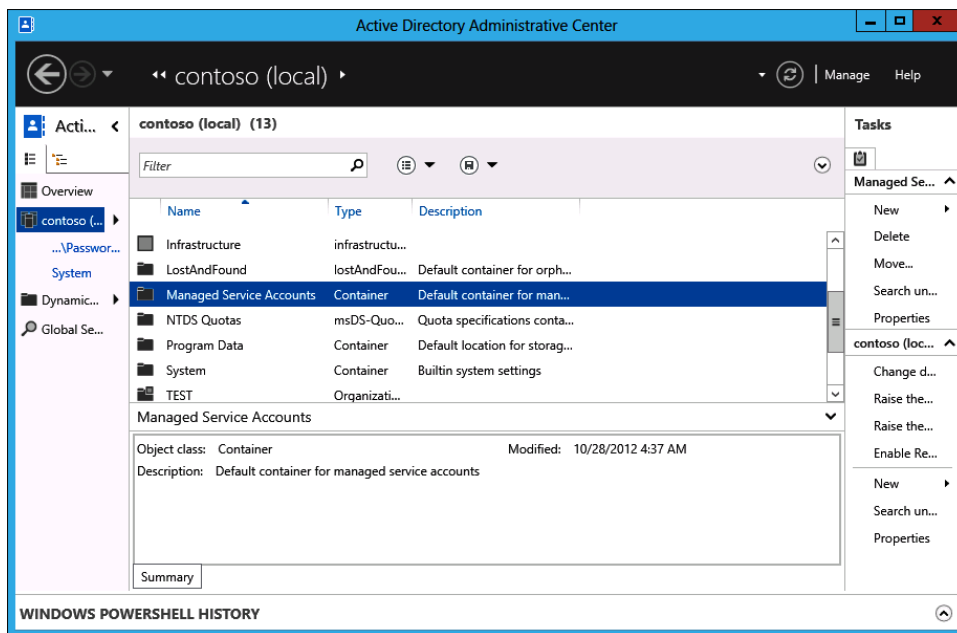 Active Directory Administrative Center
contoso (local)
Manage Help
Acti...
Overview
contoso (...
...\Passwor...
System
Dynamic...
Global Se...
contoso (local) (13)
Filter
Name Type Description
Infrastructure infrastructu...
LostAndFound lostAndFou... Default container for orph...
Managed Service Accounts Container Default container for man...
NTDS Quotas msDS-Quo... Quota specifications conta...
Program Data Container Default location for storag...
System Container Builtin system settings
TEST Organizati...
Managed Service Accounts
Object class: Container Modified: 10/28/2012 4:37 AM
Description: Default container for managed service accounts
Summary
Tasks
Managed Se...
New
Delete
Move...
Search un...
Properties
contoso (loc...
Change d...
Raise the...
Raise the...
Enable Re...
New
Search un...
Properties
WINDOWS POWERSHELL HISTORY